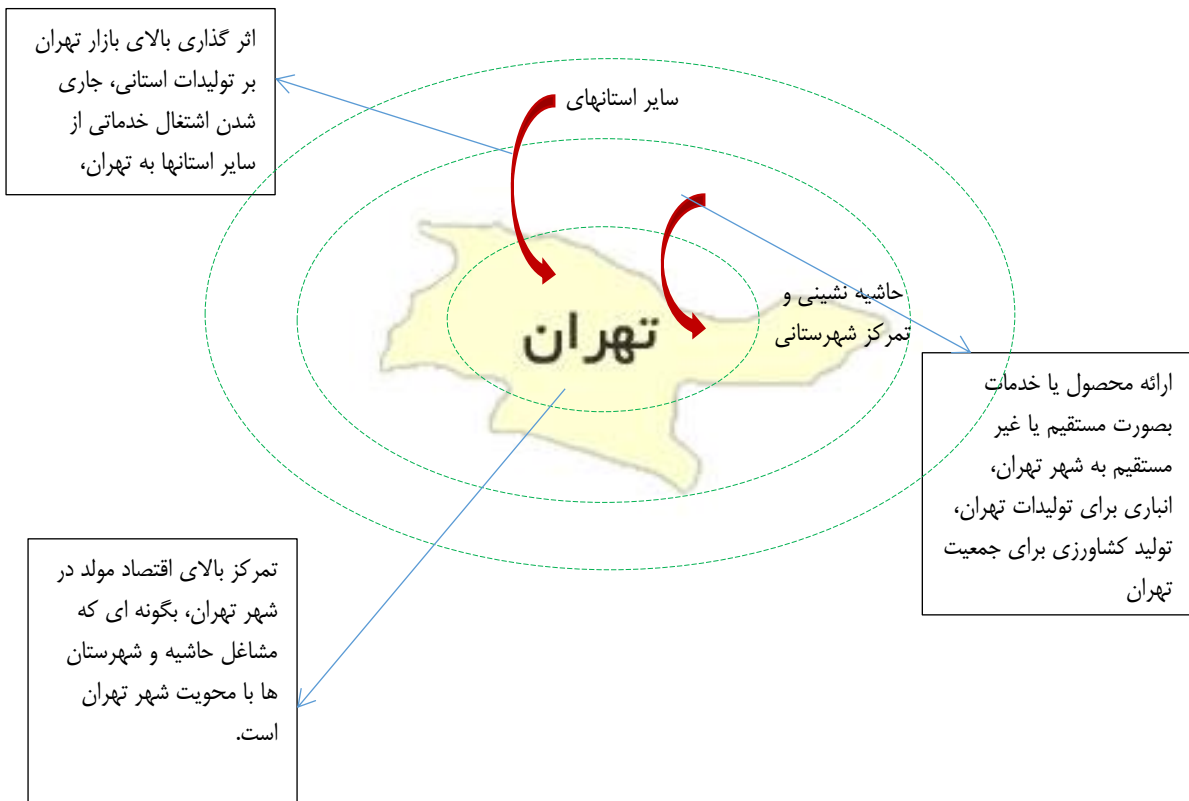 اثر گذاری بالای بازار تهران
بر تولیدات استانی، جاری
شدن اشتغال خدماتی از
سایر استانها به تهران،
سایر استانهای
حاشیه نشینی و
تمرکز شهرستانی
تهران
ارائه محصول یا خدمات
بصورت مستقیم یا غیر
مستقیم به شهر تهران،
انباری برای تولیدات تهران،
تولید کشاورزی برای جمعیت
تهران
تمرکز بالای اقتصاد مولد در
شهر تهران، بگونه ای که
مشاغل حاشیه و شهرستان
ها با محویت شهر تهران
است.